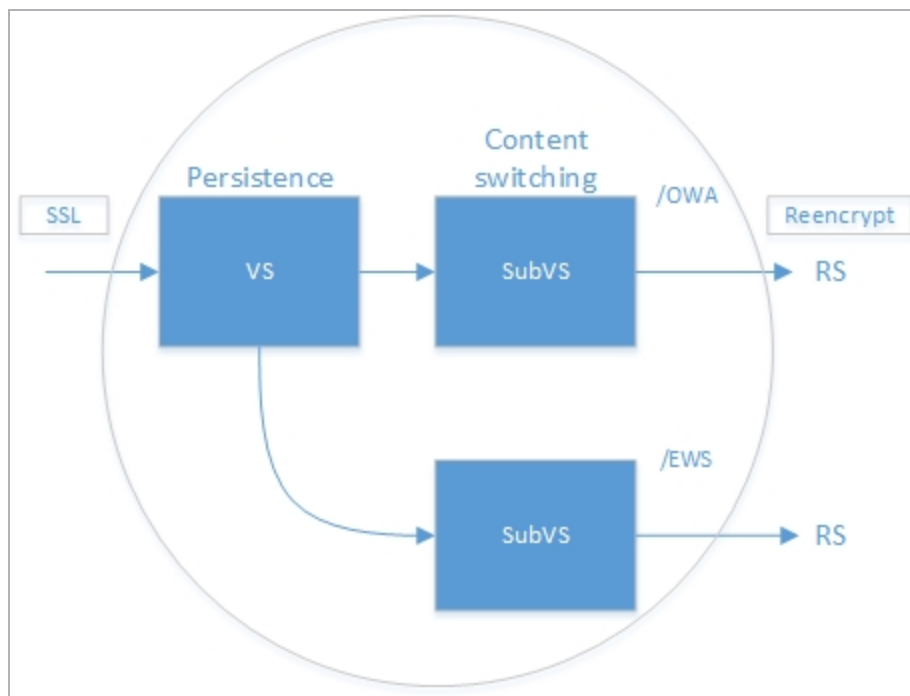 Content
switching
Persistence
/OWA
SSL
Reencrypt
VS
SubVS
RS
/EWS
SubVS
RS